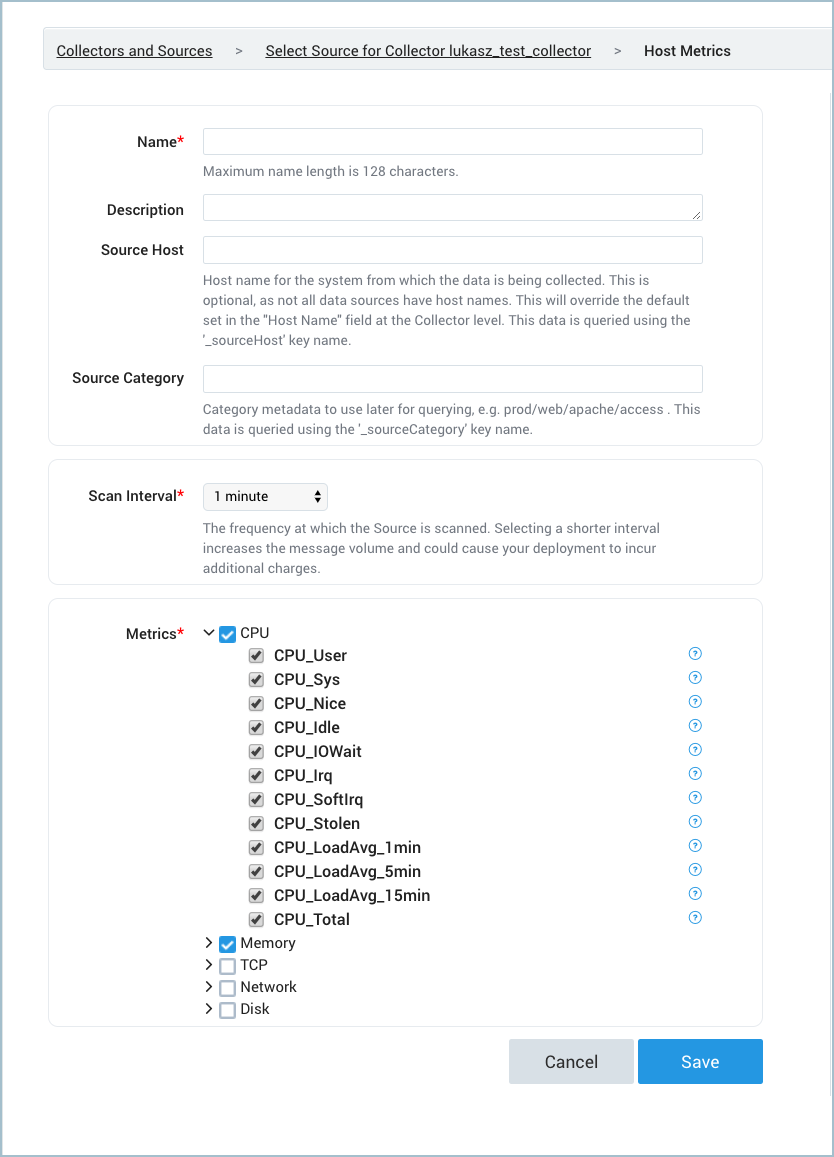 Collectors and Sources > Select Source for Collector lukasz_test_collector > Host Metrics
Name*
Maximum name length is 128 characters.
Description
Source Host
Host name for the system from which the data is being collected. This is
optional, as not all data sources have host names. This will override the default
set in the "Host Name" field at the Collector level. This data is queried using the
'_sourceHost' key name.
Source Category
Category metadata to use later for querying, e.g. prod/web/apache/access . This
data is queried using the '_sourceCategory' key name.
Scan Interval* 1 minute
The frequency at which the Source is scanned. Selecting a shorter interval
increases the message volume and could cause your deployment to incur
additional charges.
Metrics* CPU
CPU_User ?
CPU_Sys ?
CPU_Nice ?
CPU_Idle ?
CPU_IOWait ?
CPU_Irq ?
CPU_SoftIrq ?
CPU_Stolen ?
CPU_LoadAvg_1min ?
CPU_LoadAvg_5min ?
CPU_LoadAvg_15min ?
CPU_Total ?
Memory
TCP
Network
Disk
Cancel Save